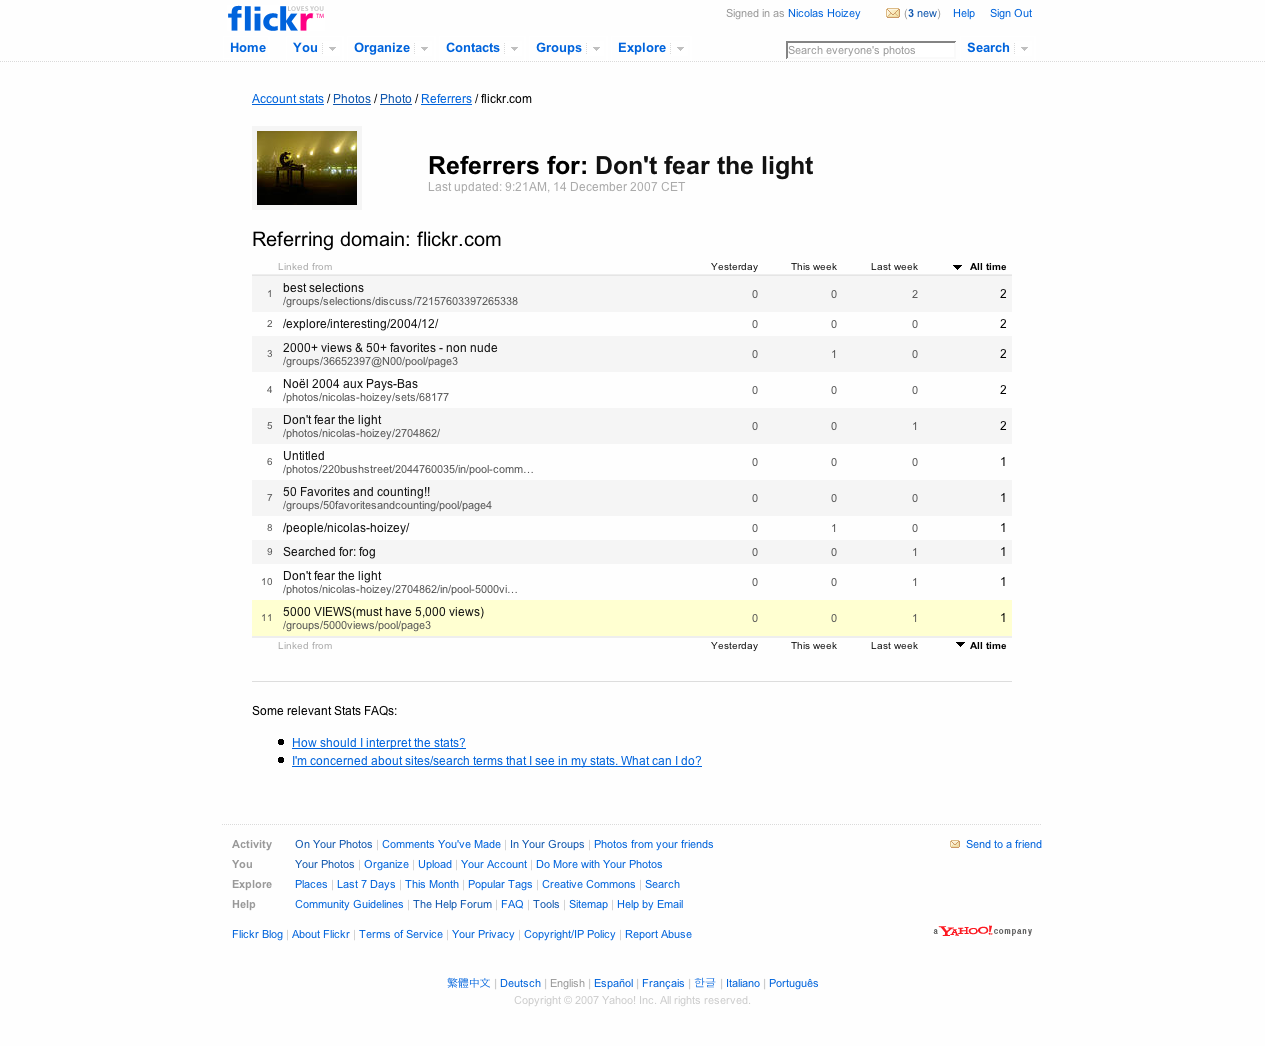 flickr LOVES YOU ™
Signed in as Nicolas Hoizey (3 new) Help Sign Out
Home You Organize Contacts Groups Explore Search everyone's photos Search
Account stats / Photos / Photo / Referrers / flickr.com
Referrers for: Don't fear the light
Last updated: 9:21AM, 14 December 2007 CET
Referring domain: flickr.com
Linked from Yesterday This week Last week All time
1 best selections 0 0 2 2
/groups/selections/discuss/72157603397265338
2 /explore/interesting/2004/12/ 0 0 0 2
3 2000+ views & 50+ favorites - non nude 0 1 0 2
/groups/36652397@N00/pool/page3
4 Noël 2004 aux Pays-Bas 0 0 0 2
/photos/nicolas-hoizey/sets/68177
5 Don't fear the light 0 0 1 2
/photos/nicolas-hoizey/2704862/
6 Untitled 0 0 0 1
/photos/220bushstreet/2044760035/in/pool-comm…
7 50 Favorites and counting!! 0 0 0 1
/groups/50favoritesandcounting/pool/page4
8 /people/nicolas-hoizey/ 0 1 0 1
9 Searched for: fog 0 0 1 1
10 Don't fear the light 0 0 1 1
/photos/nicolas-hoizey/2704862/in/pool-5000vi…
11 5000 VIEWS(must have 5,000 views) 0 0 1 1
/groups/5000views/pool/page3
Linked from Yesterday This week Last week All time
Some relevant Stats FAQs:
How should I interpret the stats?
I'm concerned about sites/search terms that I see in my stats. What can I do?
Activity On Your Photos | Comments You've Made | In Your Groups | Photos from your friends Send to a friend
You Your Photos | Organize | Upload | Your Account | Do More with Your Photos
Explore Places | Last 7 Days | This Month | Popular Tags | Creative Commons | Search
Help Community Guidelines | The Help Forum | FAQ | Tools | Sitemap | Help by Email
Flickr Blog | About Flickr | Terms of Service | Your Privacy | Copyright/IP Policy | Report Abuse a YAHOO! company
繁體中文 | Deutsch | English | Español | Français | 한글 | Italiano | Português
Copyright © 2007 Yahoo! Inc. All rights reserved.